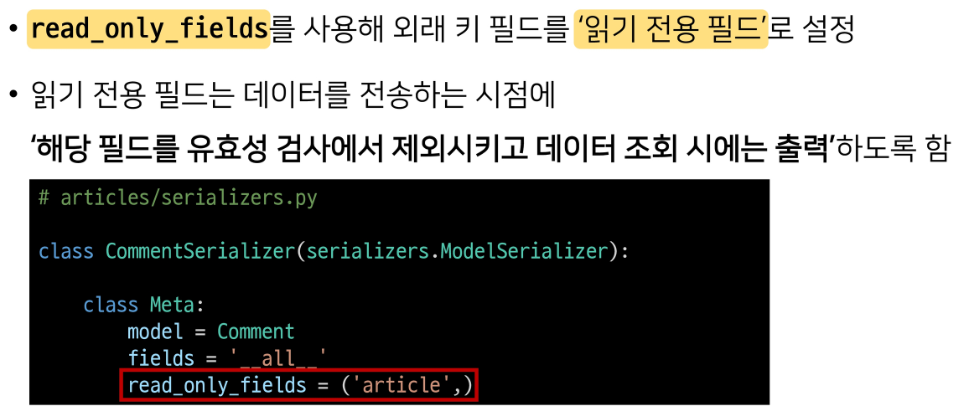 • read_only_fields를 사용해 외래 키 필드를 ‘읽기 전용 필드’로 설정
• 읽기 전용 필드는 데이터를 전송하는 시점에
‘해당 필드를 유효성 검사에서 제외시키고 데이터 조회 시에는 출력’하도록 함
# articles/serializers.py
class CommentSerializer(serializers.ModelSerializer):
class Meta:
model = Comment
fields = '__all__'
read_only_fields = ('article',)